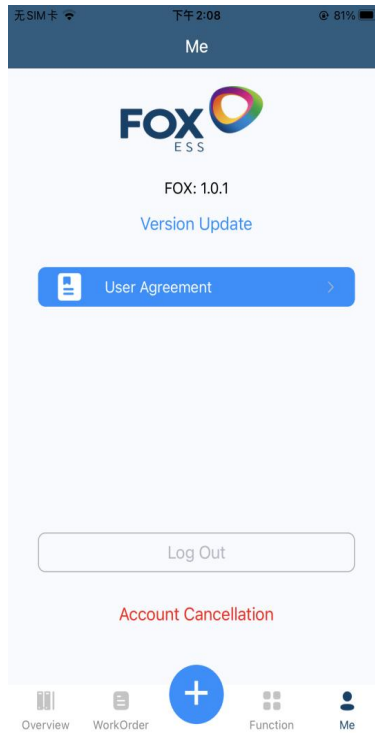 无SIM卡 下午2:08 81%
Me
FOX
ESS
FOX: 1.0.1
Version Update
User Agreement
Log Out
Account Cancellation
Overview WorkOrder Function Me